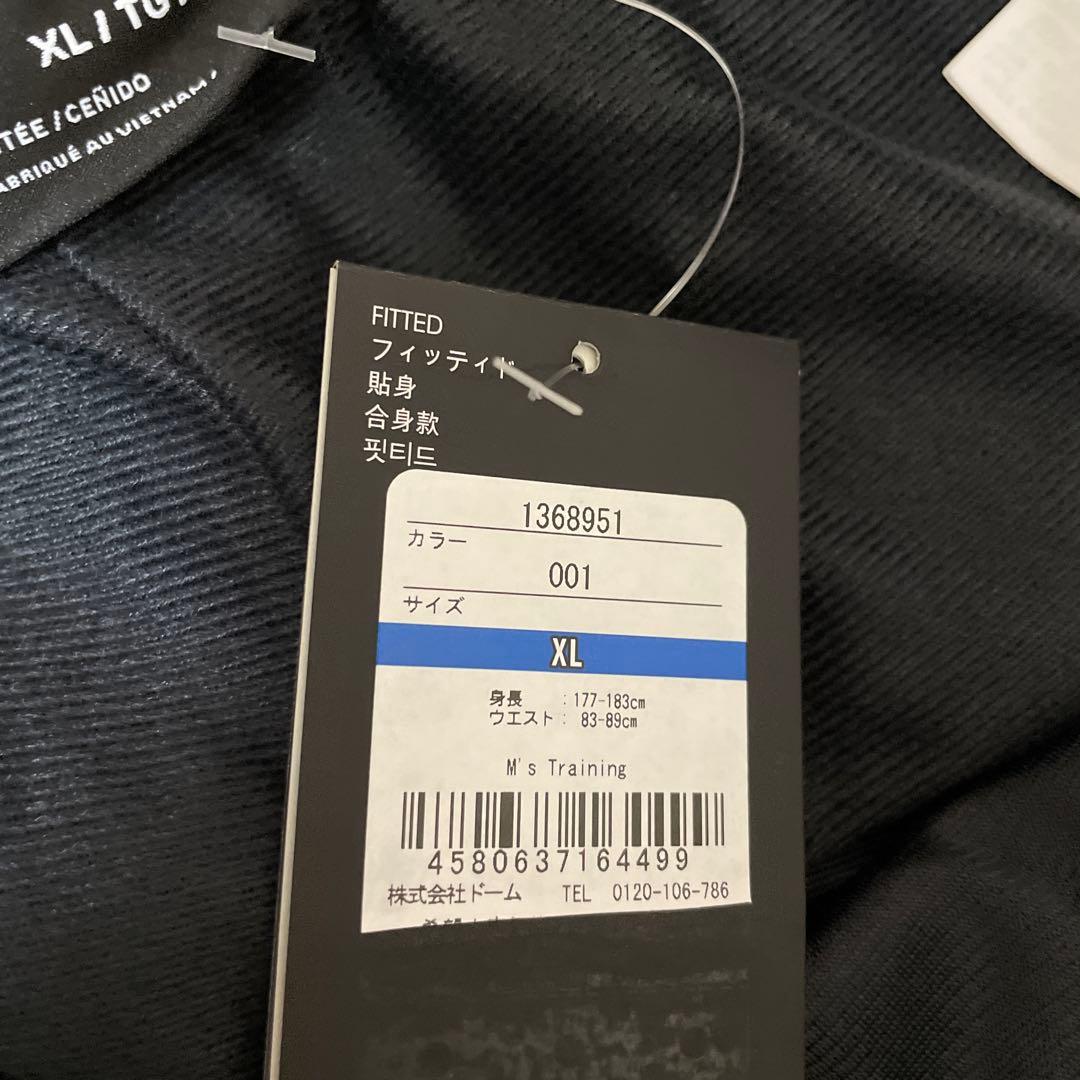 XL / TG
TÉE / CEÑIDO
ABRIQUÉ AU VIETNAM /
FITTED
フィッティド
貼身
合身款
핏티드
1368951
カラー
001
サイズ
XL
身長 : 177-183cm
ウエスト : 83-89cm
M's Training
4580637164499
株式会社ドーム TEL 0120-106-786